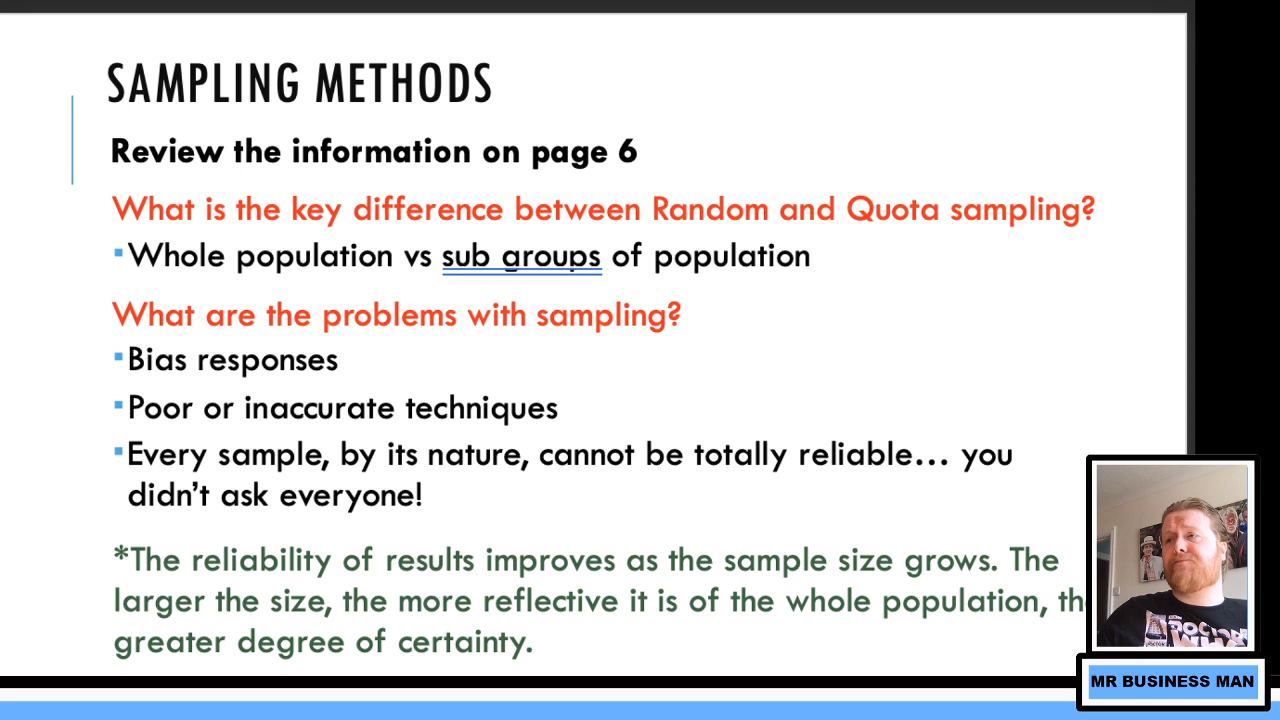 SAMPLING METHODS
Review the information on page 6
What is the key difference between Random and Quota sampling?
▪Whole population vs sub groups of population
What are the problems with sampling?
▪Bias responses
▪Poor or inaccurate techniques
▪Every sample, by its nature, cannot be totally reliable... you
didn't ask everyone!
*The reliability of results improves as the sample size grows. The
larger the size, the more reflective it is of the whole population,
greater degree of certainty.
DOCTOR
WHO
MR BUSINESS MAN